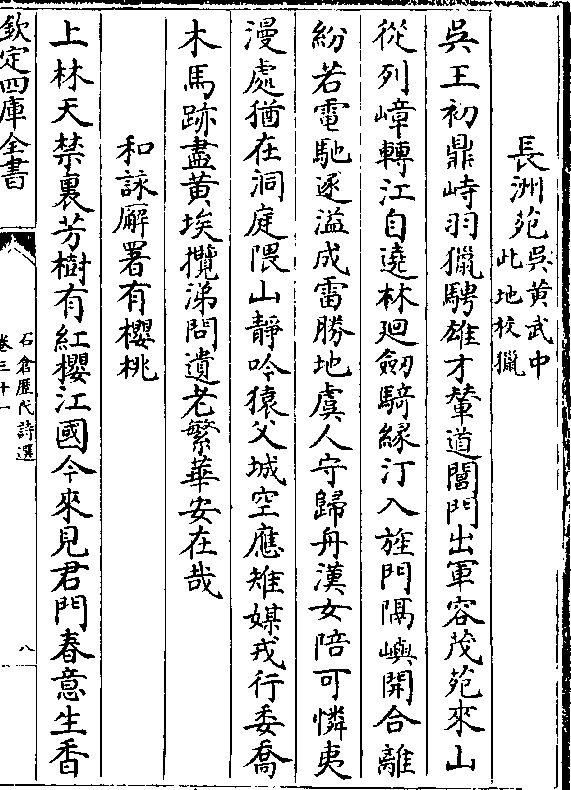 長洲苑吳黄武中此地校獵
吳王初鼎峙羽獵騁雄才輦道閶門出軍容茂苑來山
從列嶂轉江自遶林廻劒騎緣汀入旌門隔嶼開合離
紛若電馳逐溢成雷勝地虞人守歸舟漢女陪可憐夷
漫處猶在洞庭隈山靜吟猿父城空應雉媒戎行委喬
木馬跡盡黄埃攬涕問遺老繁華安在哉
和詠廨署有櫻桃
上林天禁裏芳樹有紅櫻江國今來見君門春意生香
欽定四庫全書
石倉歷代詩選
卷三十一
八